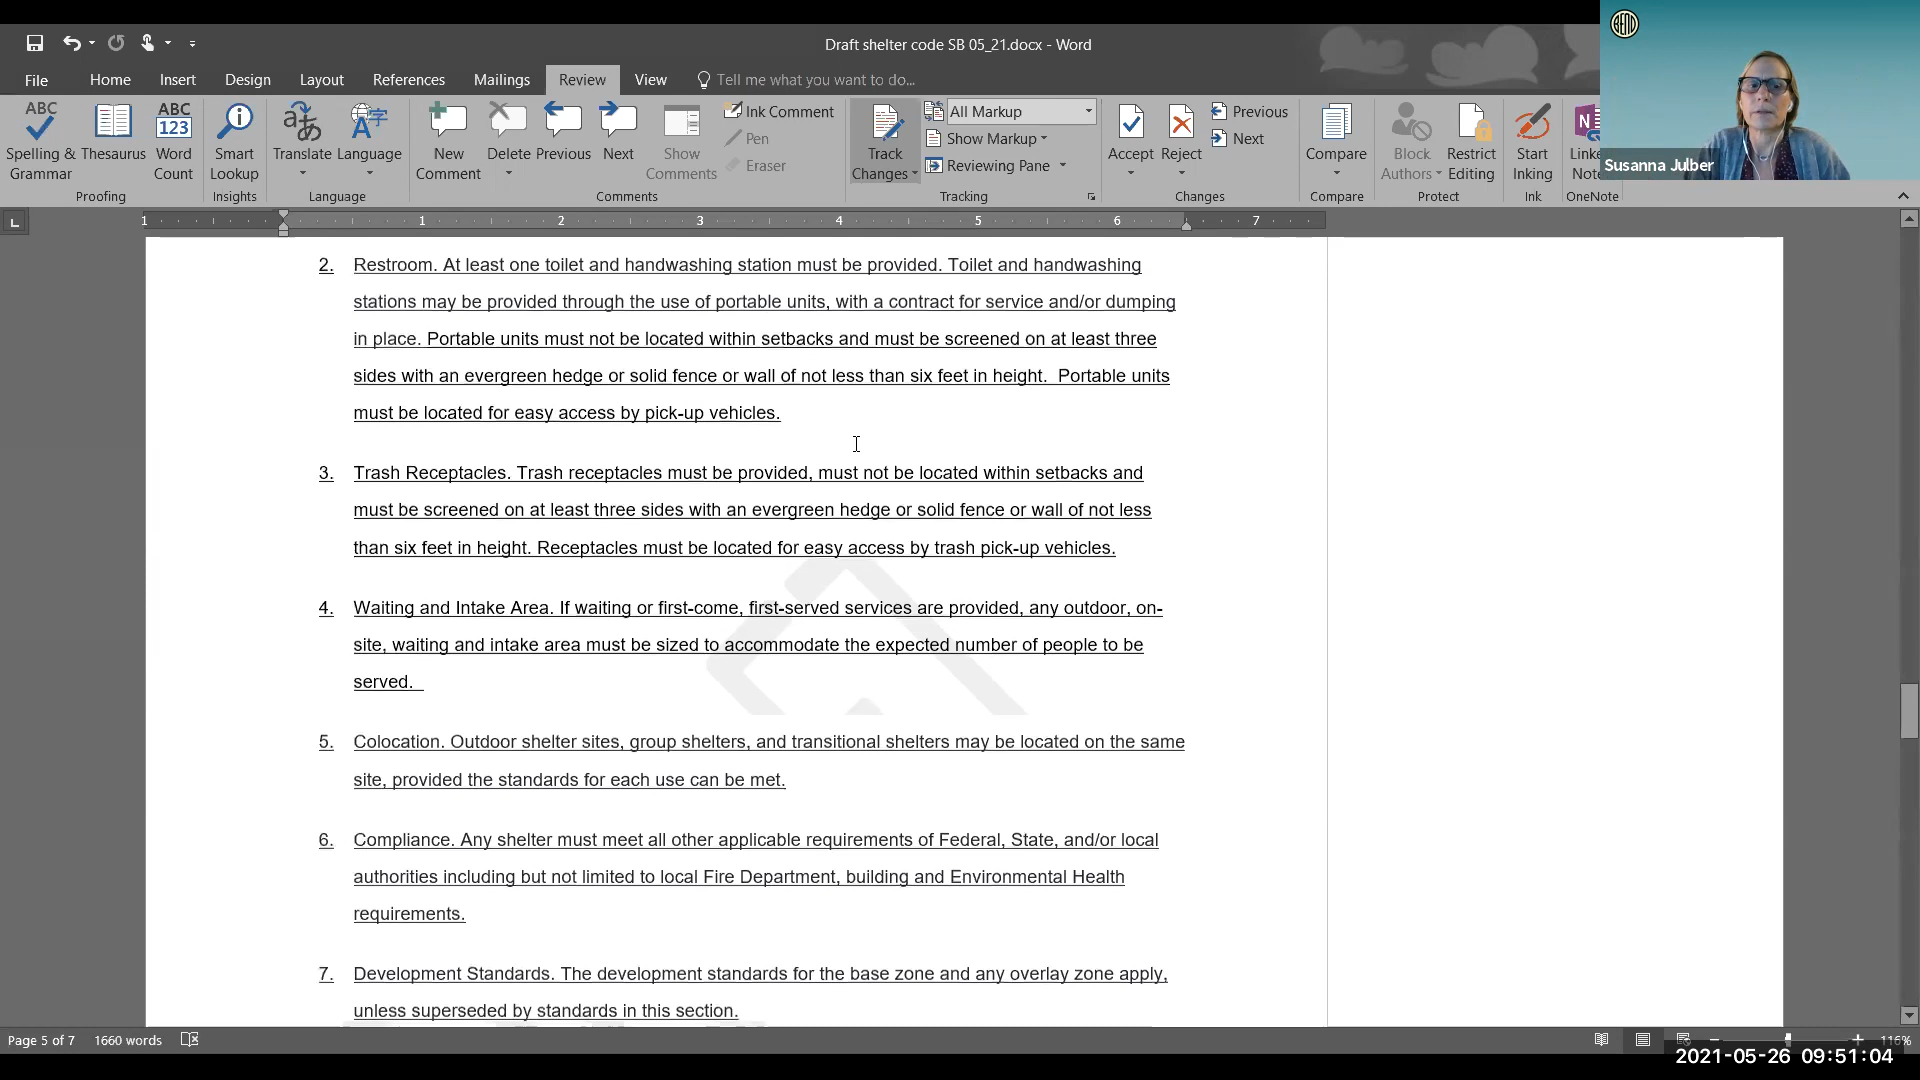 Draft shelter code SB 05_21.docx - Word
BEND
File Home Insert Design Layout References Mailings Review View Tell me what you want to do...
ABC
ABC
123
Spelling &
Grammar
Thesaurus
Word
Count
Smart
Lookup
Translate
Language
New
Comment
Delete
Previous
Next
Show
Comments
Ink Comment
Pen
Eraser
Track
Changes
All Markup
Show Markup
Reviewing Pane
Accept
Reject
Previous
Next
Compare
Block
Authors
Restrict
Editing
Start
Inking
N
Susanna Julber
Proofing Insights Language Comments Tracking Changes Compare Protect Ink OneNote
L
1 1 2 3 4 5 6 7
2. Restroom. At least one toilet and handwashing station must be provided. Toilet and handwashing
stations may be provided through the use of portable units, with a contract for service and/or dumping
in place. Portable units must not be located within setbacks and must be screened on at least three
sides with an evergreen hedge or solid fence or wall of not less than six feet in height.  Portable units
must be located for easy access by pick-up vehicles.
3. Trash Receptacles. Trash receptacles must be provided, must not be located within setbacks and
must be screened on at least three sides with an evergreen hedge or solid fence or wall of not less
than six feet in height. Receptacles must be located for easy access by trash pick-up vehicles.
4. Waiting and Intake Area. If waiting or first-come, first-served services are provided, any outdoor, on-
site, waiting and intake area must be sized to accommodate the expected number of people to be
served.
5. Colocation. Outdoor shelter sites, group shelters, and transitional shelters may be located on the same
site, provided the standards for each use can be met.
6. Compliance. Any shelter must meet all other applicable requirements of Federal, State, and/or local
authorities including but not limited to local Fire Department, building and Environmental Health
requirements.
7. Development Standards. The development standards for the base zone and any overlay zone apply,
unless superseded by standards in this section.
Page 5 of 7 1660 words
116%
2021-05-26 09:51:04